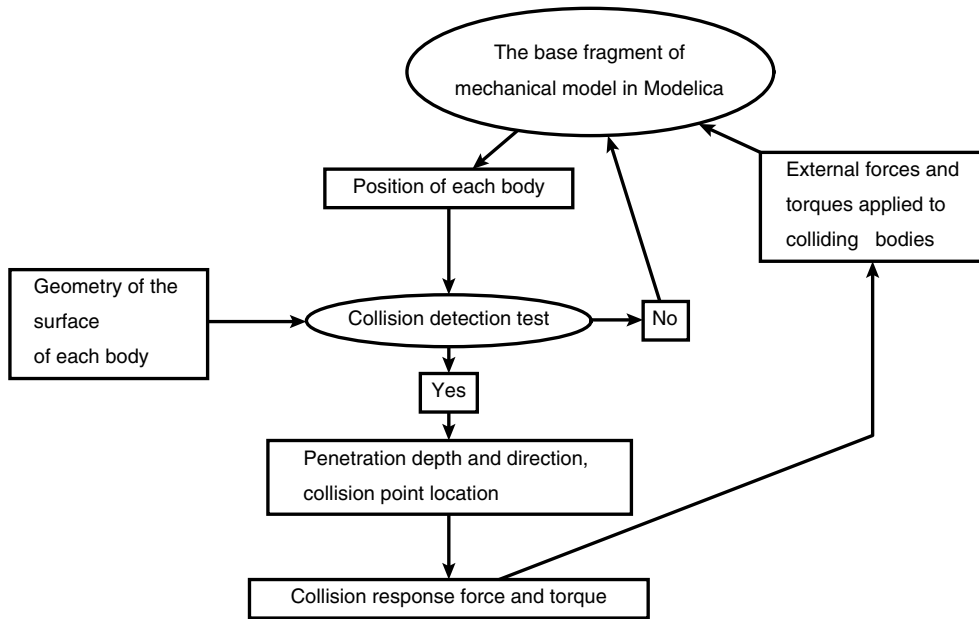 The base fragment of
mechanical model in Modelica
Position of each body
External forces and
torques applied to
colliding bodies
Geometry of the
surface
of each body
Collision detection test
No
Yes
Penetration depth and direction,
collision point location
Collision response force and torque